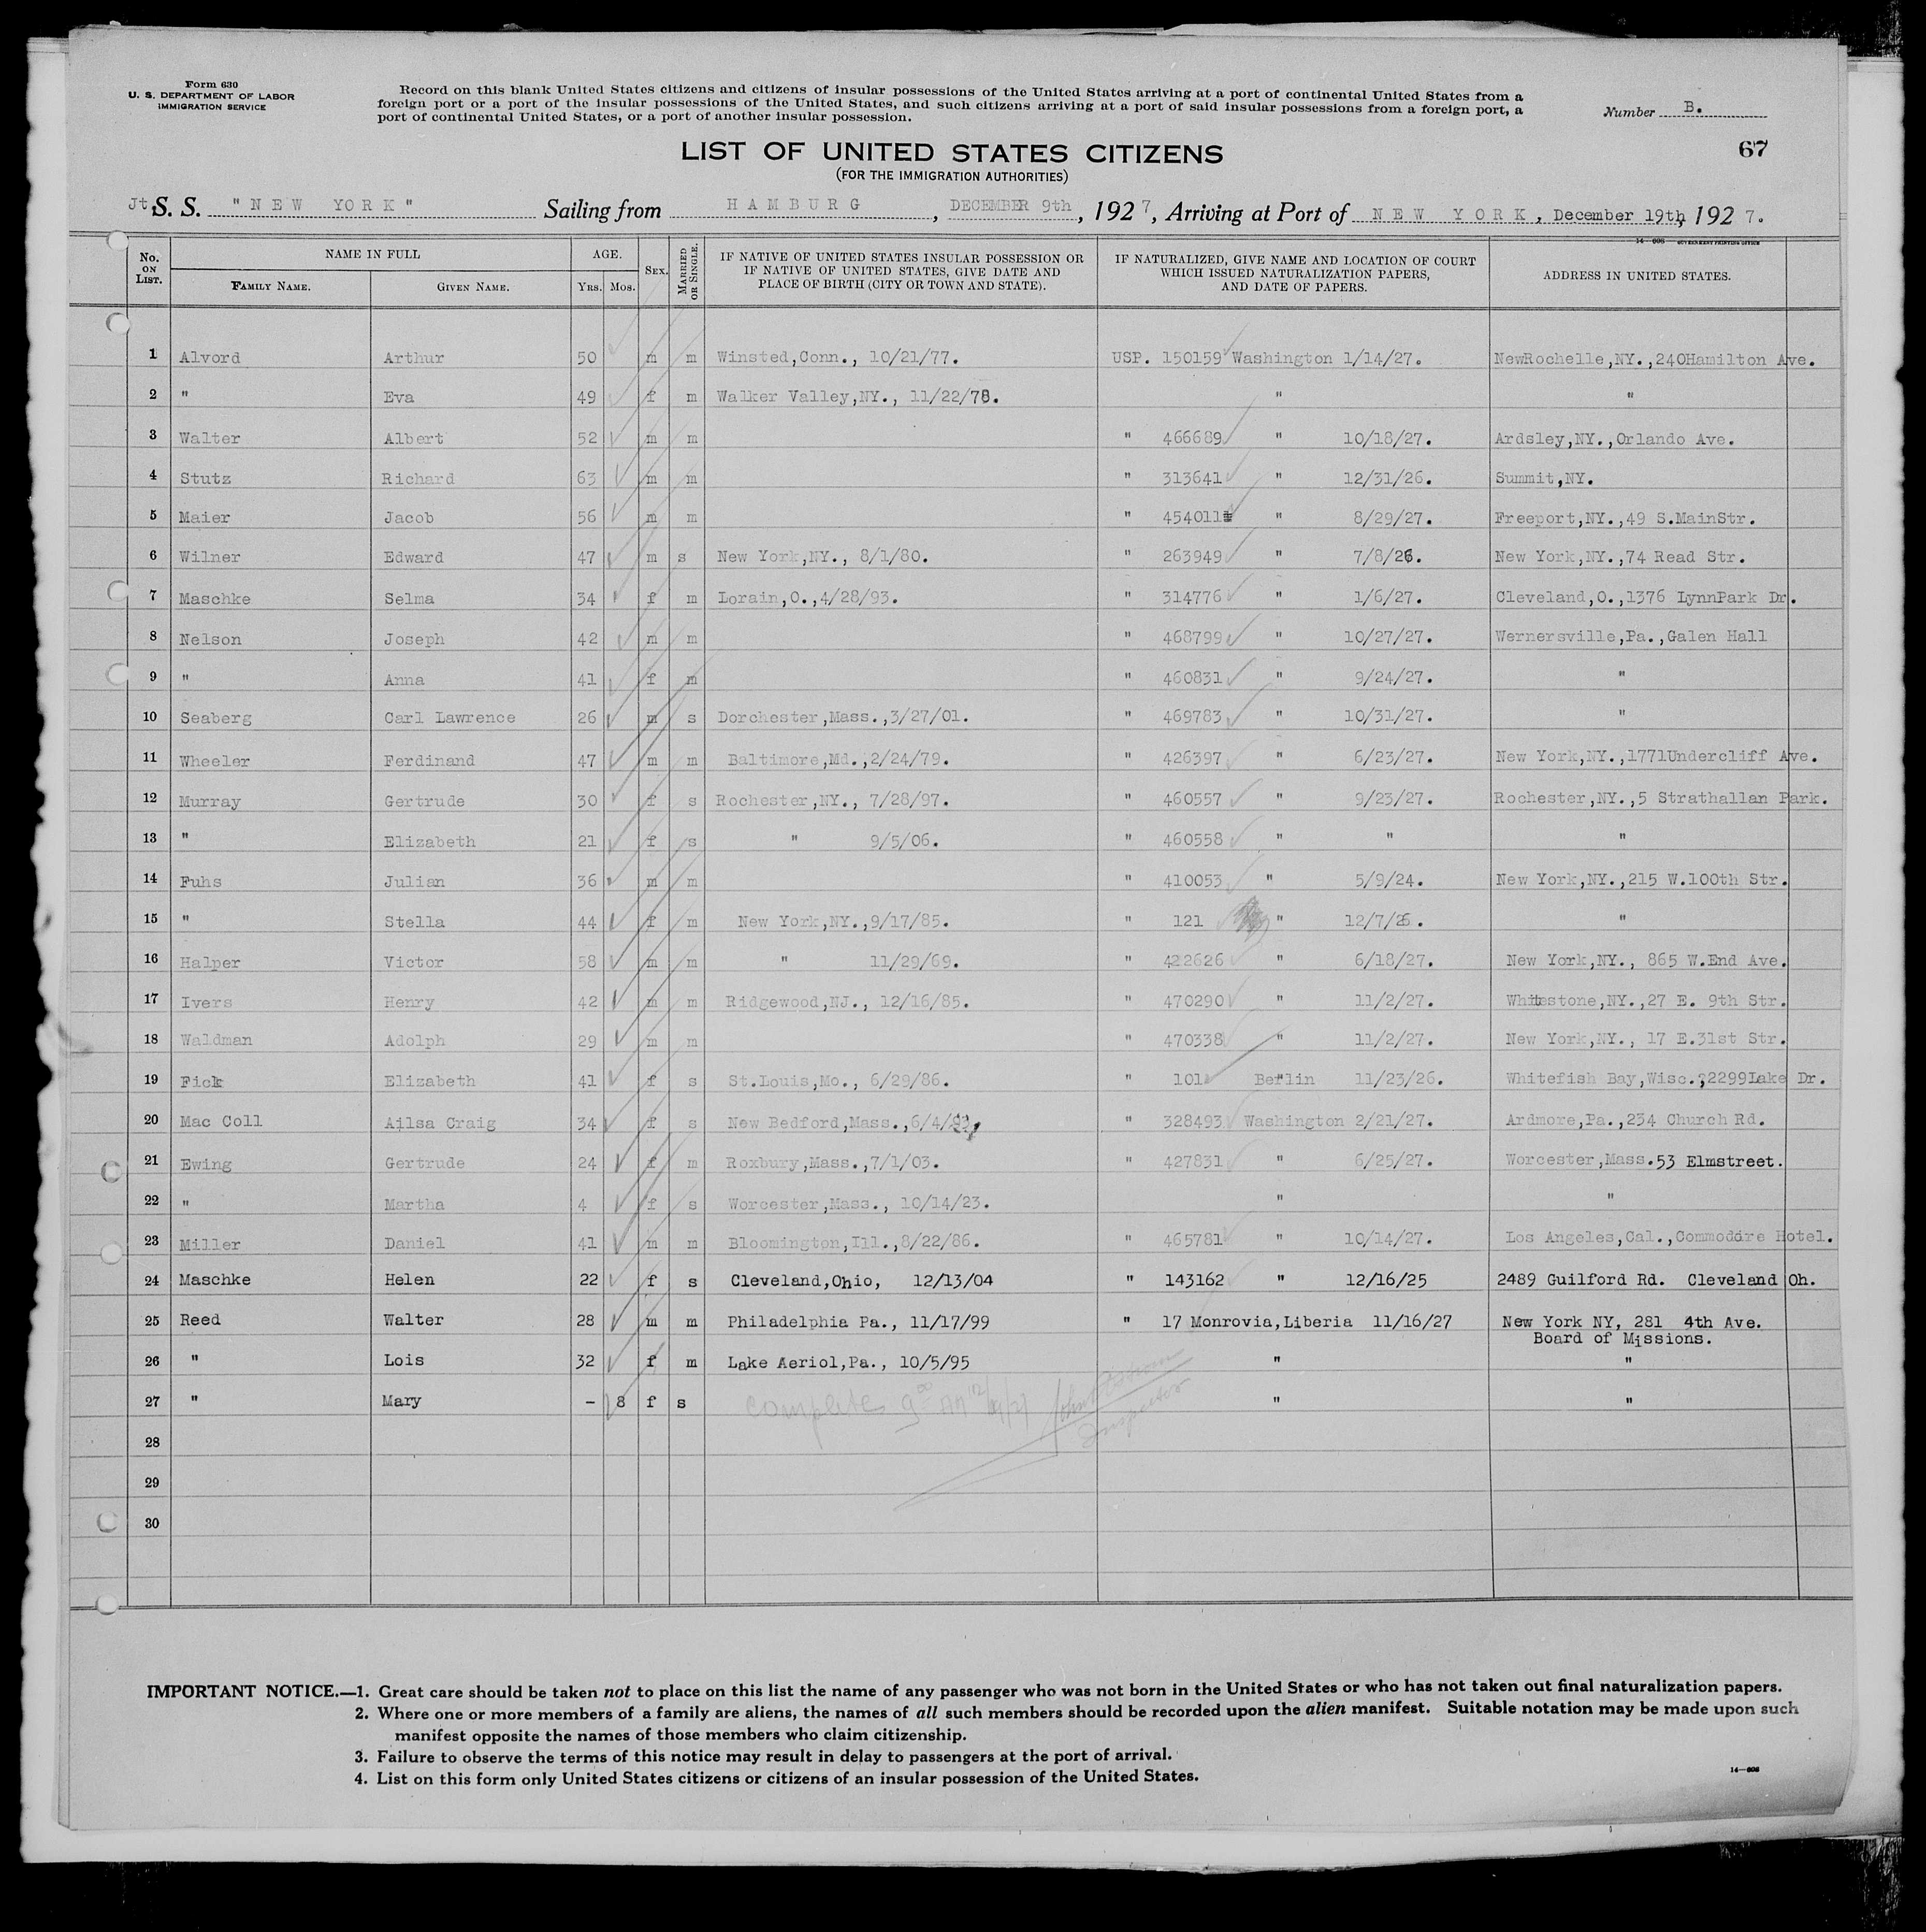 Form 630
U. S. DEPARTMENT OF LABOR
IMMIGRATION SERVICE
Record on this blank United States citizens and citizens of insular possessions of the United States arriving at a port of continental United States from a
foreign port or a port of the insular possessions of the United States, and such citizens arriving at a port of said insular possessions from a foreign port, a
port of continental United States, or a port of another insular possession.
Number B.
67
LIST OF UNITED STATES CITIZENS
(FOR THE IMMIGRATION AUTHORITIES)
Jt. S. S. "NEW YORK" Sailing from HAMBURG, DECEMBER 9th, 1927, Arriving at Port of NEW YORK, December 19th, 1927.
14—608 GOVERNMENT PRINTING OFFICE
No. ON LIST. NAME IN FULL FAMILY NAME. GIVEN NAME. AGE. YRS. MOS. SEX. MARRIED OR SINGLE. IF NATIVE OF UNITED STATES INSULAR POSSESSION OR IF NATIVE OF UNITED STATES, GIVE DATE AND PLACE OF BIRTH (CITY OR TOWN AND STATE). IF NATURALIZED, GIVE NAME AND LOCATION OF COURT WHICH ISSUED NATURALIZATION PAPERS, AND DATE OF PAPERS. ADDRESS IN UNITED STATES.
1 Alvord Arthur 50 m m Winsted,Conn., 10/21/77. USP. 150159 Washington 1/14/27. NewRochelle,NY.,240Hamilton Ave.
2 " Eva 49 f m Walker Valley,NY., 11/22/78. " "
3 Walter Albert 52 m m " 466689 " 10/18/27. Ardsley,NY.,Orlando Ave.
4 Stutz Richard 63 m m " 313641 " 12/31/26. Summit,NY.
5 Maier Jacob 56 m m " 454011 " 8/29/27. Freeport,NY.,49 S.MainStr.
6 Wilner Edward 47 m s New York,NY., 8/1/80. " 263949 " 7/8/26. New York,NY.,74 Read Str.
7 Maschke Selma 34 f m Lorain,O.,4/28/93. " 314776 " 1/6/27. Cleveland,O.,1376 LynnPark Dr.
8 Nelson Joseph 42 m m " 468799 " 10/27/27. Wernersville,Pa.,Galen Hall
9 " Anna 41 f m " 460831 " 9/24/27. "
10 Seaberg Carl Lawrence 26 m s Dorchester,Mass.,3/27/01. " 469783 " 10/31/27. "
11 Wheeler Ferdinand 47 m m Baltimore,Md.,2/24/79. " 426397 " 6/23/27. New York,NY.,1771Undercliff Ave.
12 Murray Gertrude 30 f s Rochester,NY., 7/28/97. " 460557 " 9/23/27. Rochester,NY.,5 Strathallan Park.
13 " Elizabeth 21 f s " 9/5/06. " 460558 " " "
14 Fuhs Julian 36 m m " 410053 " 5/9/24. New York,NY.,215 W.100th Str.
15 " Stella 44 f m New York,NY.,9/17/85. " 121 " 12/7/26. "
16 Halper Victor 58 m m " 11/29/69. " 422626 " 6/18/27. New York,NY., 865 W.End Ave.
17 Ivers Henry 42 m m Ridgewood,NJ., 12/16/85. " 470290 " 11/2/27. Whitestone,NY.,27 E. 9th Str.
18 Waldman Adolph 29 m m " 470338 " 11/2/27. New York,NY., 17 E.31st Str.
19 Fick Elizabeth 41 f s St.Louis,Mo., 6/29/86. " 101 Berlin 11/23/26. Whitefish Bay,Wisc.,2299Lake Dr.
20 Mac Coll Ailsa Craig 34 f s New Bedford,Mass.,6/4/93, " 328493 Washington 2/21/27. Ardmore,Pa.,234 Church Rd.
21 Ewing Gertrude 24 f m Roxbury,Mass.,7/1/03. " 427831 " 6/25/27. Worcester,Mass.53 Elmstreet.
22 " Martha 4 f s Worcester,Mass., 10/14/23. " "
23 Miller Daniel 41 m m Bloomington,Ill.,8/22/86. " 465781 " 10/14/27. Los Angeles,Cal.,Commodore Hotel.
24 Maschke Helen 22 f s Cleveland,Ohio, 12/13/04 " 143162 " 12/16/25 2489 Guilford Rd. Cleveland Oh.
25 Reed Walter 28 m m Philadelphia Pa., 11/17/99 " 17 Monrovia,Liberia 11/16/27 New York NY, 281 4th Ave.
Board of Missions.
26 " Lois 32 f m Lake Aeriol,Pa., 10/5/95 " "
27 " Mary - 8 f s " "
complete Inspector
28
29
30
IMPORTANT NOTICE.—1. Great care should be taken not to place on this list the name of any passenger who was not born in the United States or who has not taken out final naturalization papers.
2. Where one or more members of a family are aliens, the names of all such members should be recorded upon the alien manifest. Suitable notation may be made upon such
manifest opposite the names of those members who claim citizenship.
3. Failure to observe the terms of this notice may result in delay to passengers at the port of arrival.
4. List on this form only United States citizens or citizens of an insular possession of the United States.
14—608